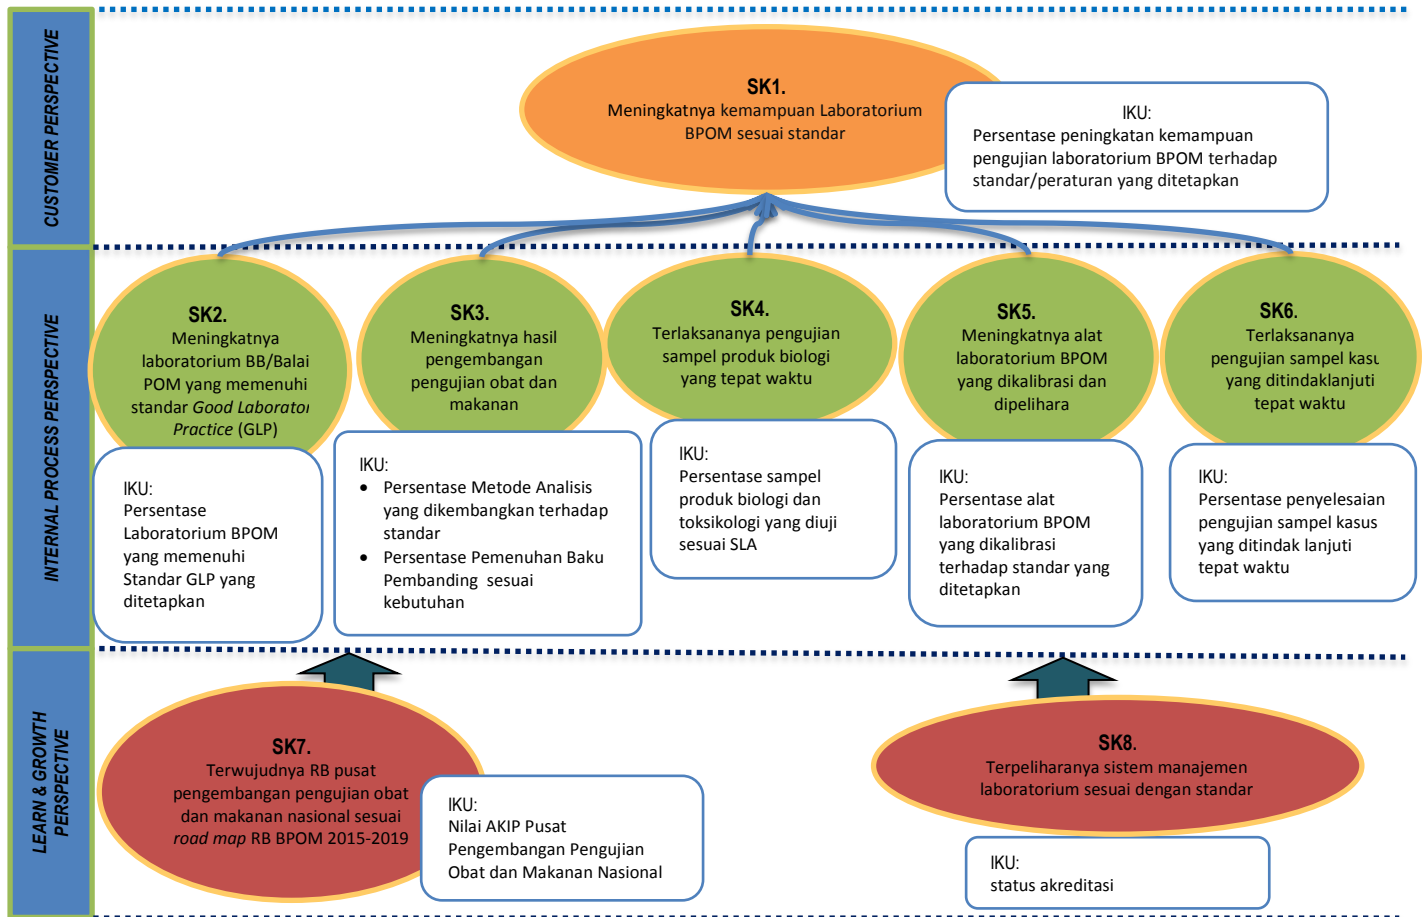 CUSTOMER PERSPECTIVE
SK1.
Meningkatnya kemampuan Laboratorium
BPOM sesuai standar
IKU:
Persentase peningkatan kemampuan
pengujian laboratorium BPOM terhadap
standar/peraturan yang ditetapkan
INTERNAL PROCESS PERSPECTIVE
SK2.
Meningkatnya
laboratorium BB/Balai
POM yang memenuhi
standar Good Laborator
Practice (GLP)
IKU:
Persentase
Laboratorium BPOM
yang memenuhi
Standar GLP yang
ditetapkan
SK3.
Meningkatnya hasil
pengembangan
pengujian obat dan
makanan
IKU:
• Persentase Metode Analisis
yang dikembangkan terhadap
standar
• Persentase Pemenuhan Baku
Pembanding sesuai
kebutuhan
SK4.
Terlaksananya pengujian
sampel produk biologi
yang tepat waktu
IKU:
Persentase sampel
produk biologi dan
toksikologi yang diuji
sesuai SLA
SK5.
Meningkatnya alat
laboratorium BPOM
yang dikalibrasi dan
dipelihara
IKU:
Persentase alat
laboratorium BPOM
yang dikalibrasi
terhadap standar yang
ditetapkan
SK6.
Terlaksananya
pengujian sampel kasu
yang ditindaklanjuti
tepat waktu
IKU:
Persentase penyelesaian
pengujian sampel kasus
yang ditindak lanjuti
tepat waktu
LEARN & GROWTH
PERSPECTIVE
SK7.
Terwujudnya RB pusat
pengembangan pengujian obat
dan makanan nasional sesuai
road map RB BPOM 2015-2019
IKU:
Nilai AKIP Pusat
Pengembangan Pengujian
Obat dan Makanan Nasional
SK8.
Terpeliharanya sistem manajemen
laboratorium sesuai dengan standar
IKU:
status akreditasi